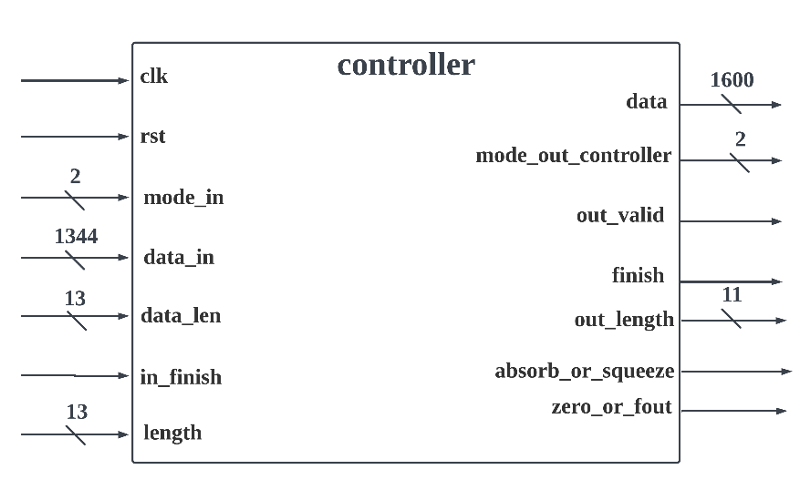 controller
clk
rst
2
mode_in
1344
data_in
13
data_len
in_finish
13
length
1600
data
2
mode_out_controller
out_valid
finish
11
out_length
absorb_or_squeeze
zero_or_fout